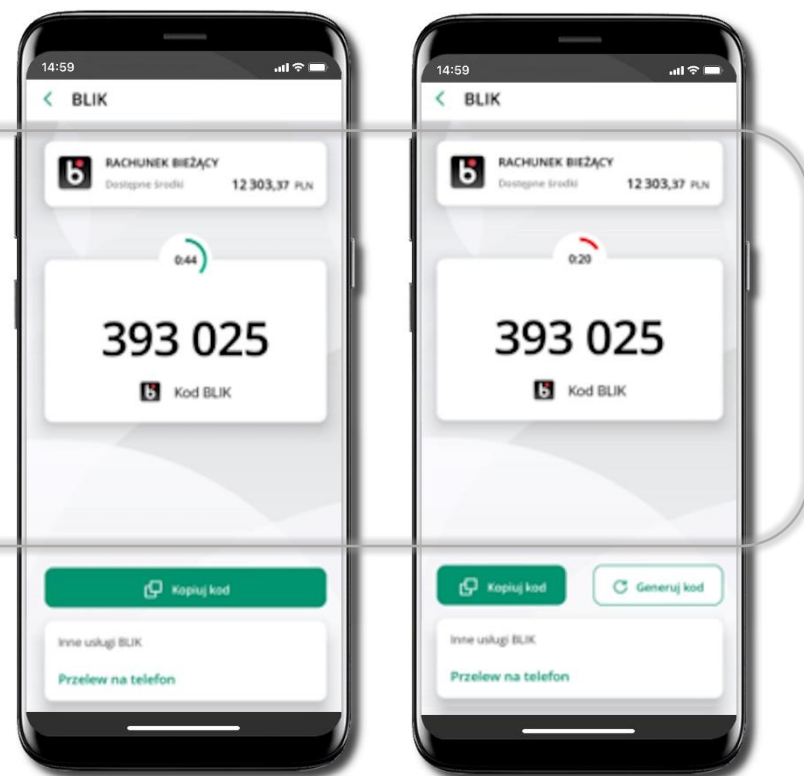 14:59
BLIK
RACHUNEK BIEŻĄCY
Dostępne środki 12 303,37 PLN
0:44
393 025
Kod BLIK
Kopiuj kod
Inne usługi BLIK
Przelew na telefon
14:59
BLIK
RACHUNEK BIEŻĄCY
Dostępne środki 12 303,37 PLN
0:20
393 025
Kod BLIK
Kopiuj kod Generuj kod
Inne usługi BLIK
Przelew na telefon